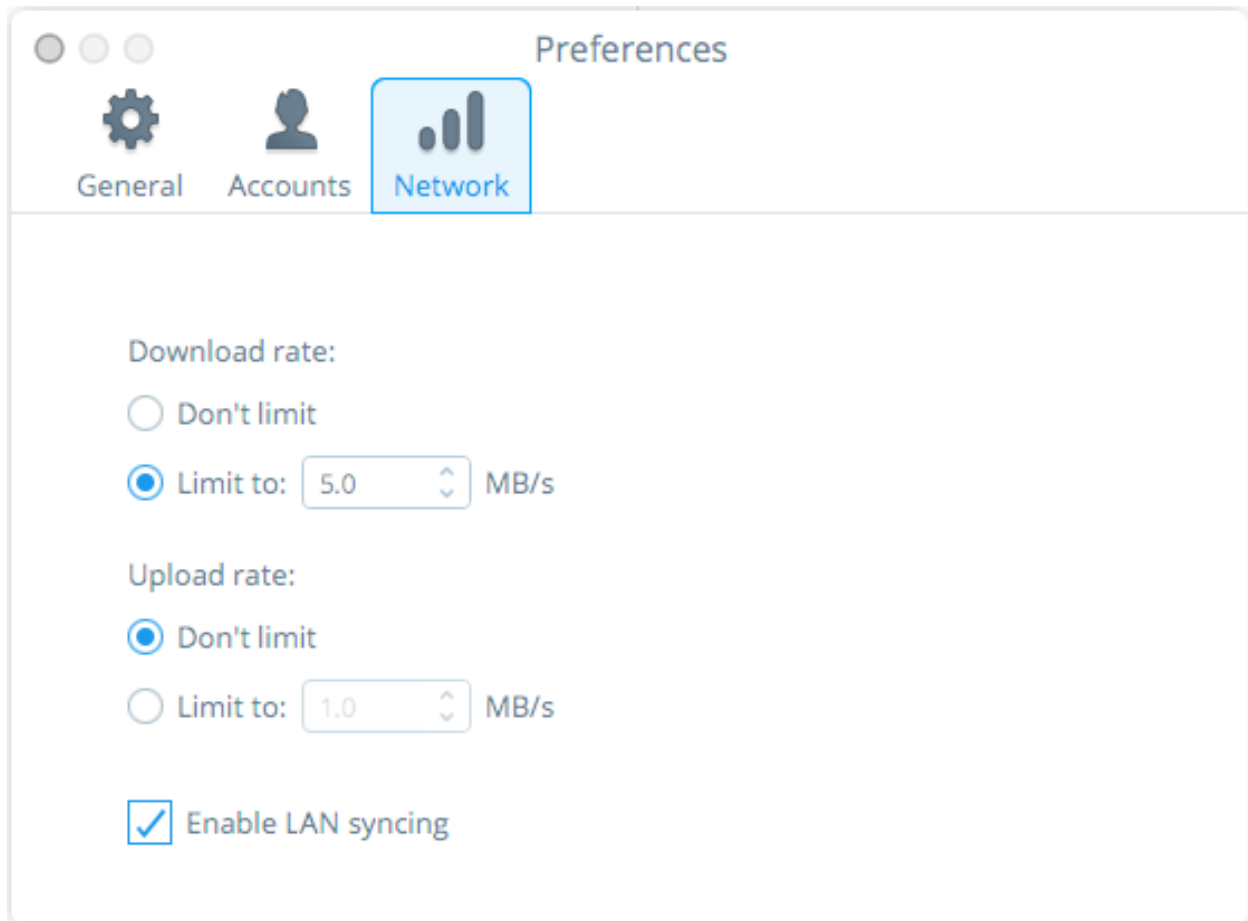 Preferences
General Accounts Network
Download rate:
Don't limit
Limit to: 5.0 MB/s
Upload rate:
Don't limit
Limit to: 1.0 MB/s
Enable LAN syncing